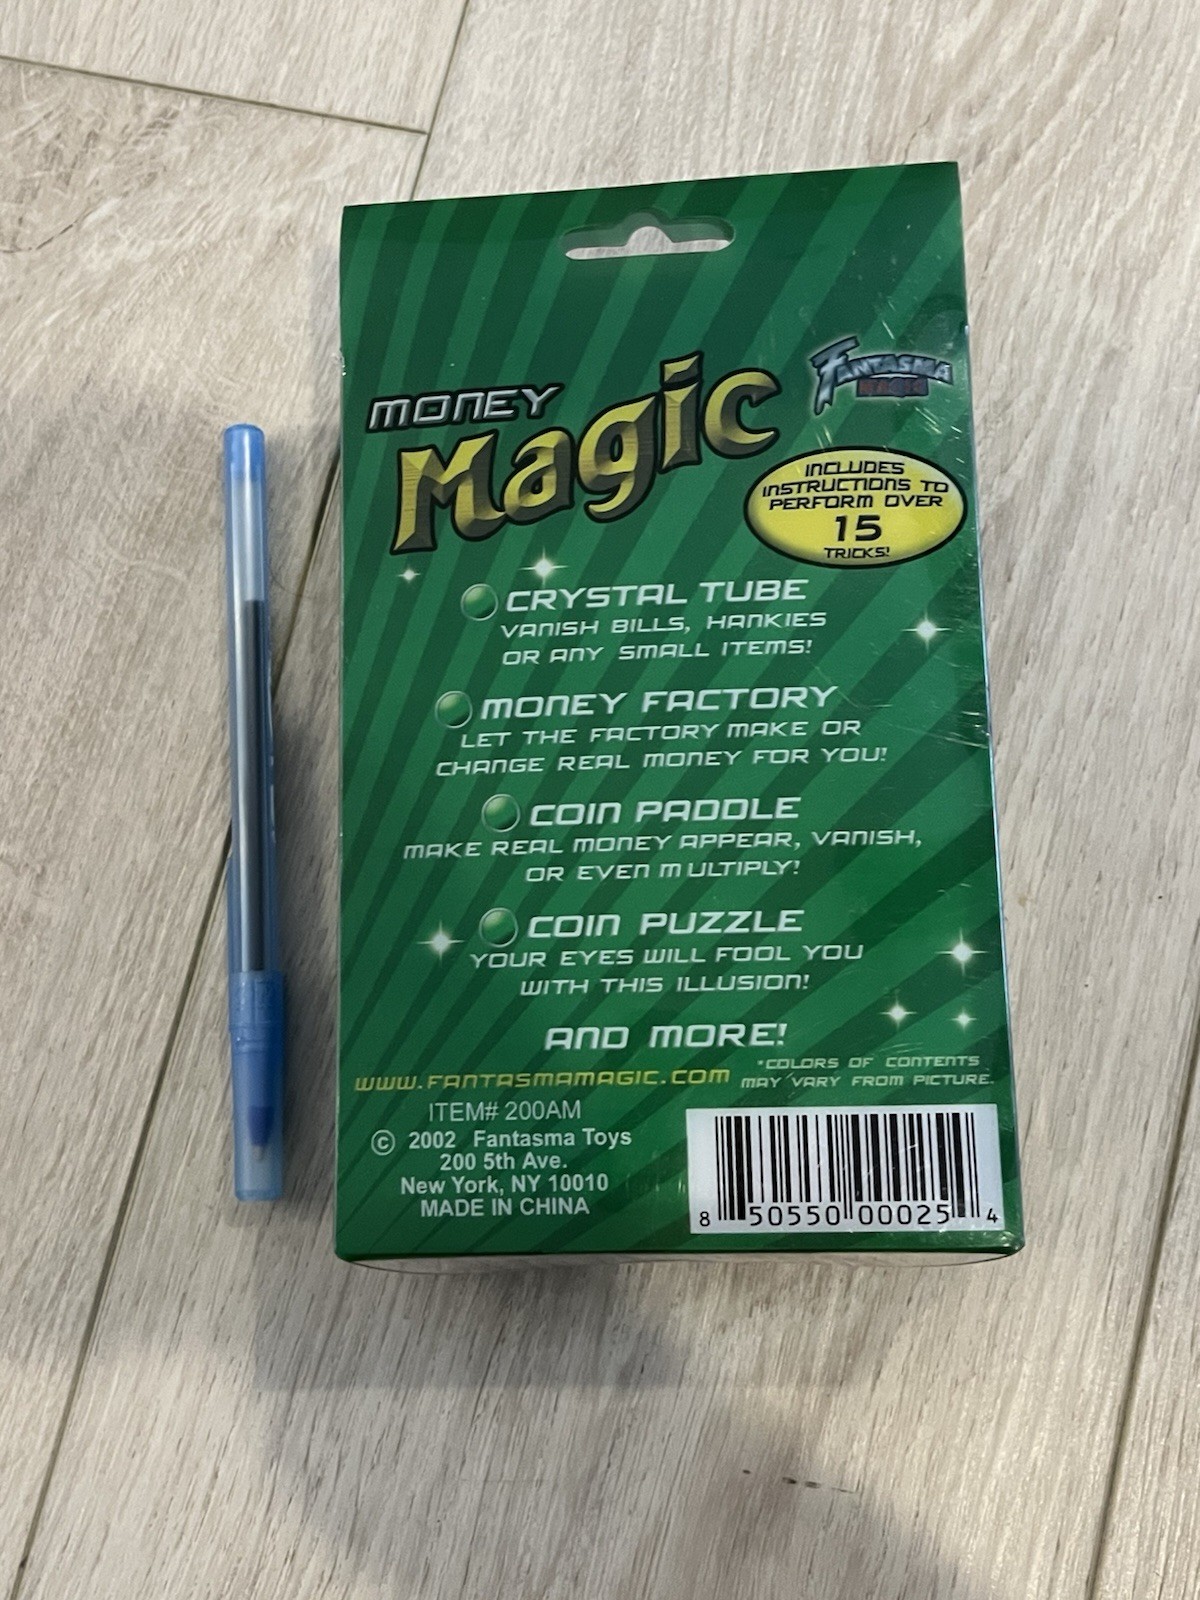 MONEY
Magic
FANTASMA
MAGIC
INCLUDES
INSTRUCTIONS TO
PERFORM OVER
15
TRICKS!
CRYSTAL TUBE
VANISH BILLS, HANKIES
OR ANY SMALL ITEMS!
MONEY FACTORY
LET THE FACTORY MAKE OR
CHANGE REAL MONEY FOR YOU!
COIN PADDLE
MAKE REAL MONEY APPEAR, VANISH,
OR EVEN MULTIPLY!
COIN PUZZLE
YOUR EYES WILL FOOL YOU
WITH THIS ILLUSION!
AND MORE!
*COLORS OF CONTENTS
MAY VARY FROM PICTURE.
WWW.FANTASMAMAGIC.COM
ITEM# 200AM
© 2002 Fantasma Toys
200 5th Ave.
New York, NY 10010
MADE IN CHINA
8 50550 00025 4